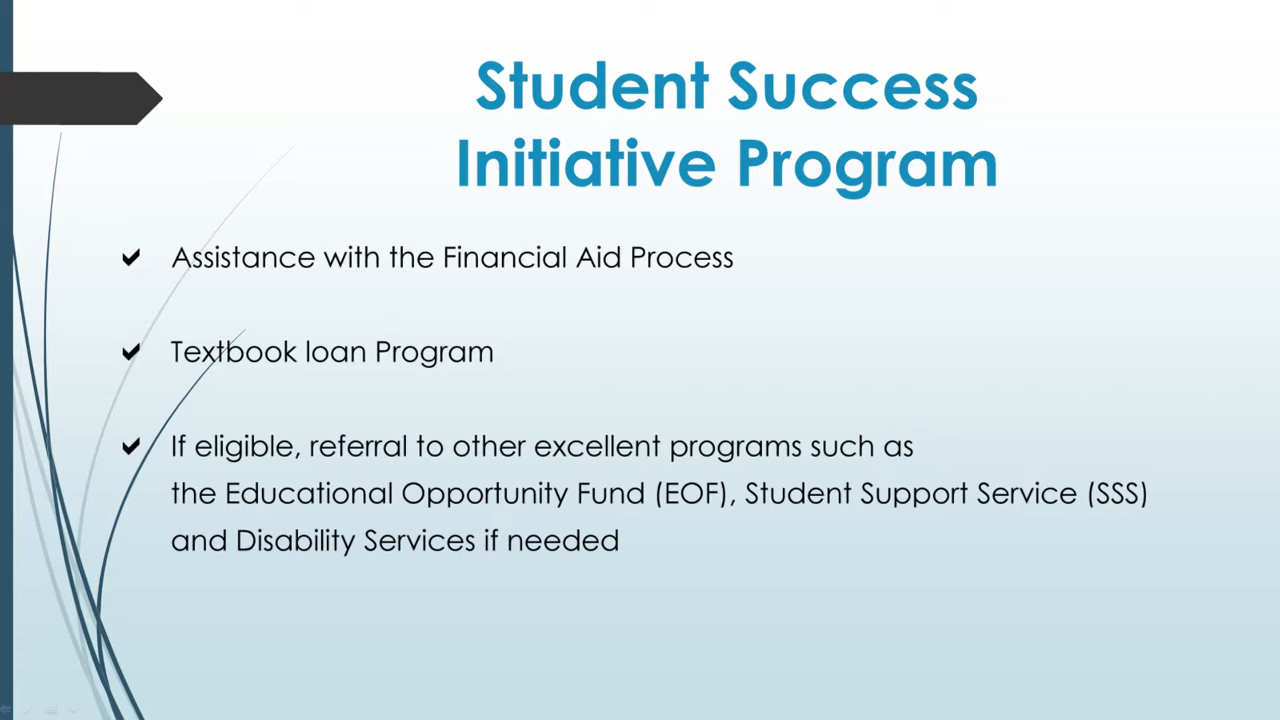 Student Success
Initiative Program
Assistance with the Financial Aid Process
Textbook loan Program
If eligible, referral to other excellent programs such as
the Educational Opportunity Fund (EOF), Student Support Service (SSS)
and Disability Services if needed